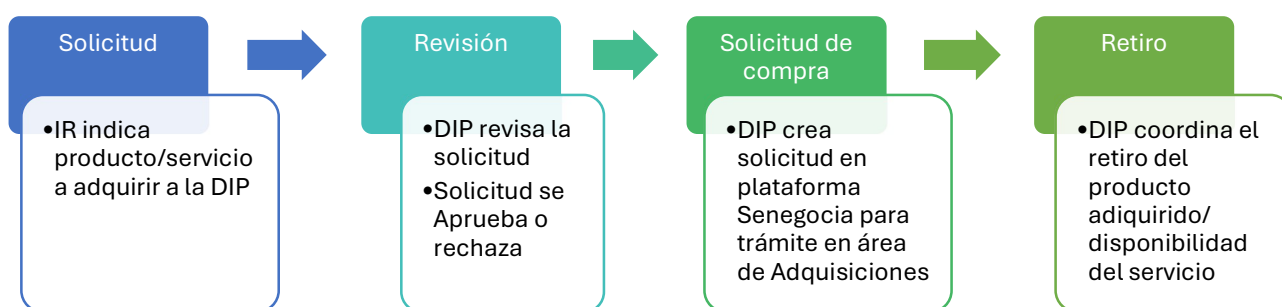 Solicitud
•IR indica
producto/servicio
a adquirir a la DIP
Revisión
•DIP revisa la
solicitud
•Solicitud se
Aprueba o
rechaza
Solicitud de
compra
•DIP crea
solicitud en
plataforma
Senegocia para
trámite en área
de Adquisiciones
Retiro
•DIP coordina el
retiro del
producto
adiquirido/
disponibilidad
del servicio